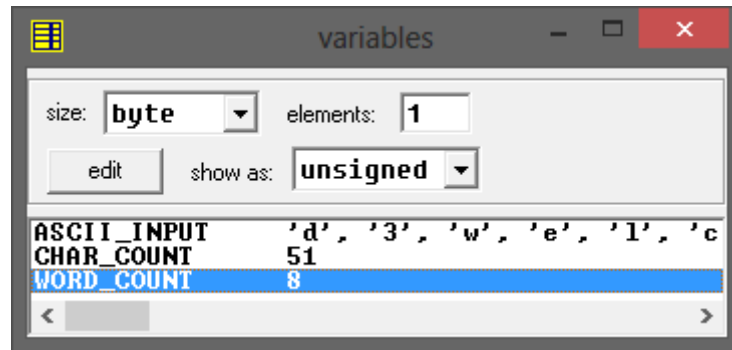 variables
size: byte elements: 1
edit show as: unsigned
ASCII_INPUT 'd', '3', 'w', 'e', 'l', 'c
CHAR_COUNT 51
WORD_COUNT 8